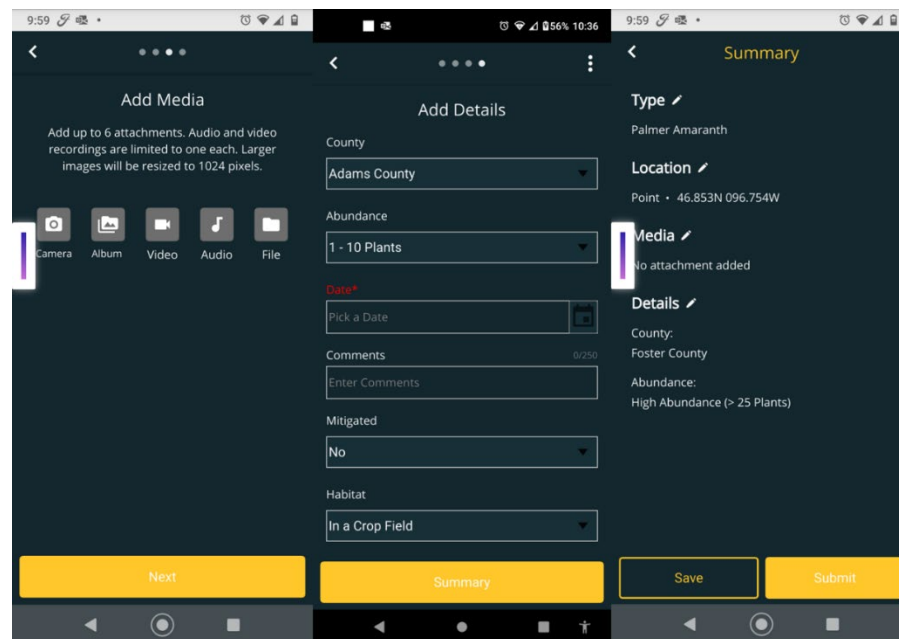 9:59
Add Media
Add up to 6 attachments. Audio and video
recordings are limited to one each. Larger
images will be resized to 1024 pixels.
Camera Album Video Audio File
Next
56% 10:36
Add Details
County
Adams County
Abundance
1 - 10 Plants
Date*
Pick a Date
Comments 0/250
Enter Comments
Mitigated
No
Habitat
In a Crop Field
Summary
9:59
Summary
Type
Palmer Amaranth
Location
Point • 46.853N 096.754W
Media
No attachment added
Details
County:
Foster County
Abundance:
High Abundance (> 25 Plants)
Save Submit